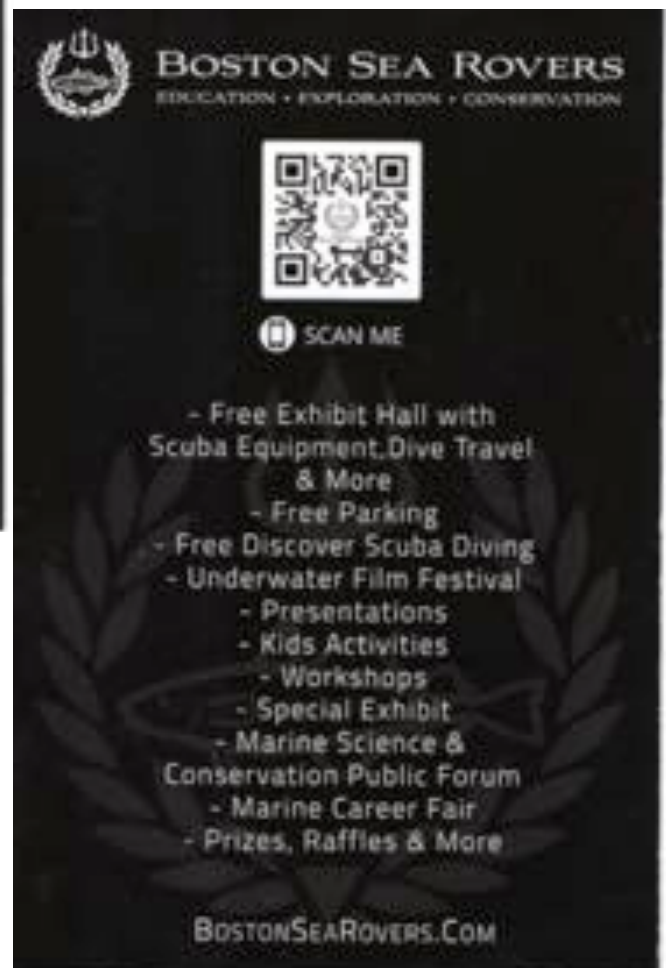 BOSTON SEA ROVERS
EDUCATION • EXPLORATION • CONSERVATION
SCAN ME
- Free Exhibit Hall with
Scuba Equipment,Dive Travel
& More
- Free Parking
- Free Discover Scuba Diving
- Underwater Film Festival
- Presentations
- Kids Activities
- Workshops
- Special Exhibit
- Marine Science &
Conservation Public Forum
- Marine Career Fair
- Prizes, Raffles & More
BOSTONSEAROVERS.COM